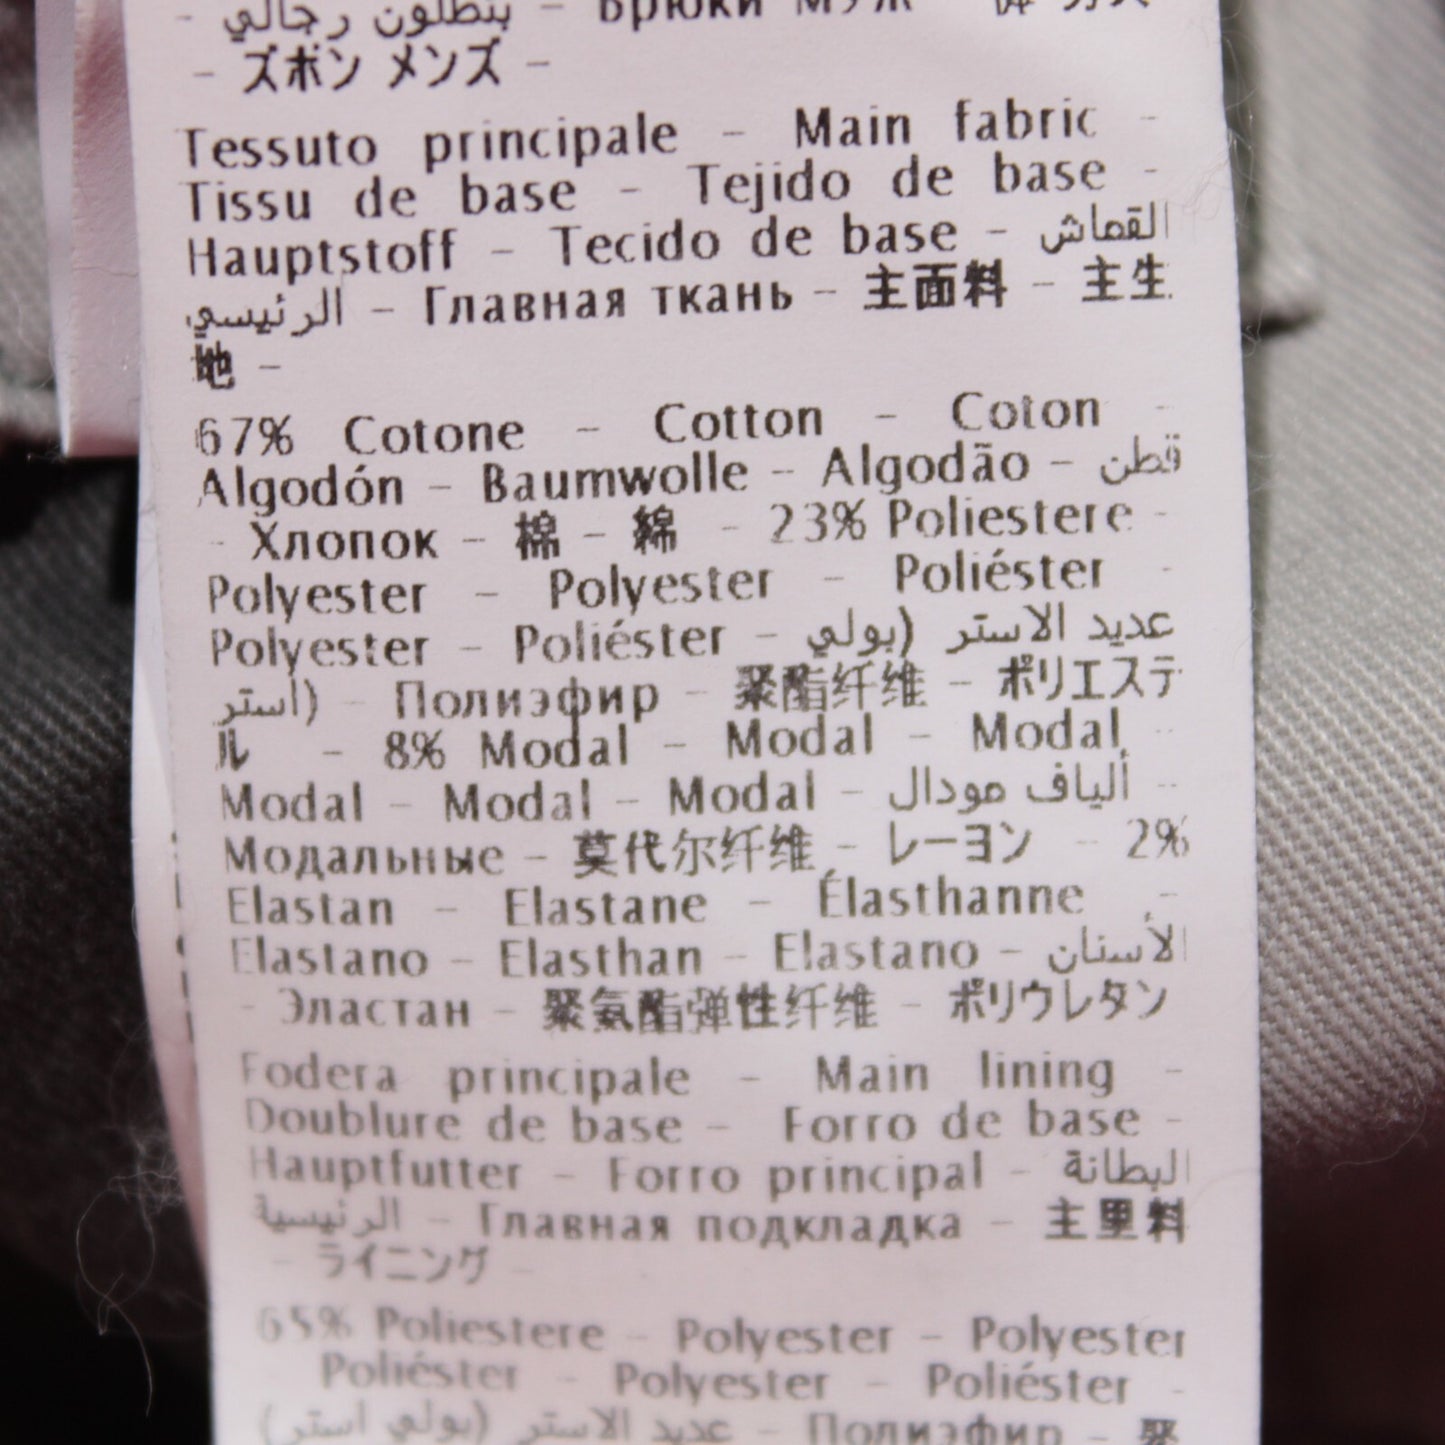 بنطلون رجالي - Брюки Муж -
- ズボン メンズ -
Tessuto principale - Main fabric -
Tissu de base - Tejido de base -
Hauptstoff - Tecido de base - القماش
الرئيسي - Главная ткань - 主面料 - 主生
地 -
67% Cotone - Cotton - Coton -
Algodón - Baumwolle - Algodão - قطن
- Хлопок - 棉 - 綿 - 23% Poliestere -
Polyester - Polyester - Poliéster -
Polyester - Poliéster - عديد الاستر (بولي
استر) - Полиэфир - 聚酯纤维 - ポリエステ
ル - 8% Modal - Modal - Modal -
Modal - Modal - Modal - ألياف مودال -
Модальные - 莫代尔纤维 - レーヨン - 2%
Elastan - Elastane - Élasthanne -
Elastano - Elasthan - Elastano - الأسنان
- Эластан - 聚氨酯弹性纤维 - ポリウレタン
Fodera principale - Main lining -
Doublure de base - Forro de base -
Hauptfutter - Forro principal - البطانة
الرئيسية - Главная подкладка - 主里料
- ライニング -
65% Poliestere - Polyester - Polyester
Poliéster - Polyester - Poliéster -
عديد الاستر (بولي استر) - Полиэфир - 聚